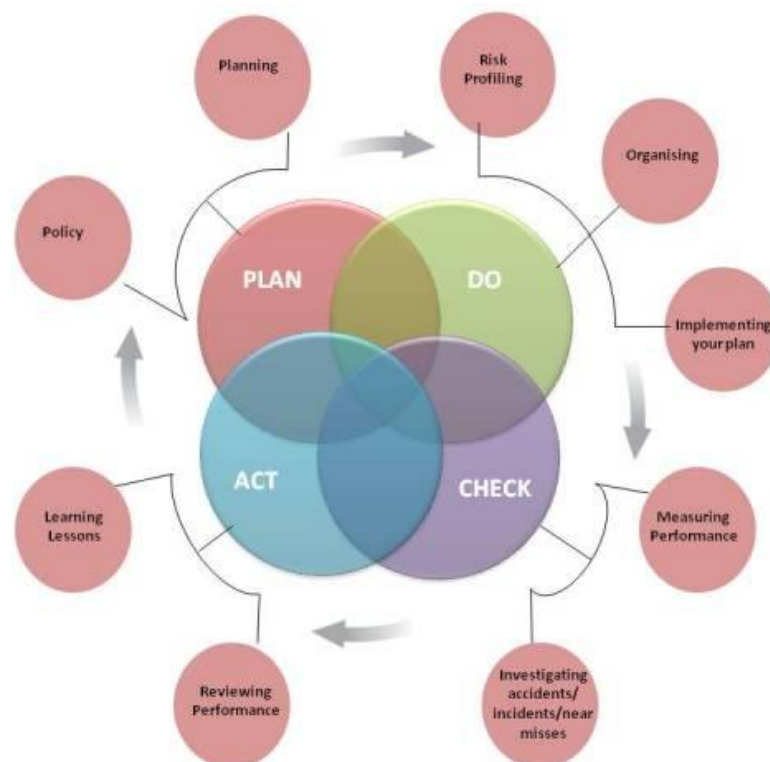 Planning
Risk
Profiling
Organising
Policy
PLAN
DO
Implementing
your plan
ACT
CHECK
Learning
Lessons
Measuring
Performance
Reviewing
Performance
Investigating
accidents/
incidents/near
misses